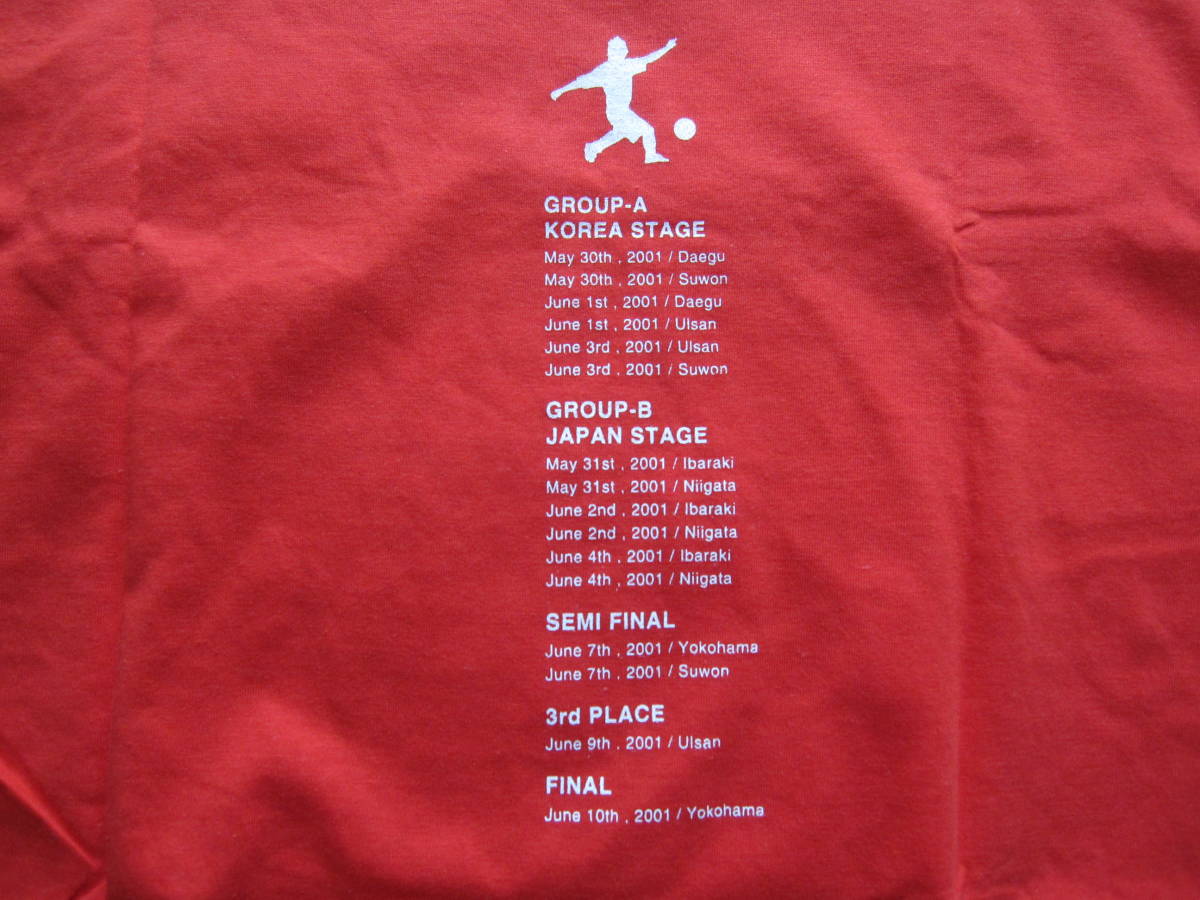 GROUP-A
KOREA STAGE
May 30th , 2001 / Daegu
May 30th , 2001 / Suwon
June 1st , 2001 / Daegu
June 1st , 2001 / Ulsan
June 3rd , 2001 / Ulsan
June 3rd , 2001 / Suwon
GROUP-B
JAPAN STAGE
May 31st , 2001 / Ibaraki
May 31st , 2001 / Niigata
June 2nd , 2001 / Ibaraki
June 2nd , 2001 / Niigata
June 4th , 2001 / Ibaraki
June 4th , 2001 / Niigata
SEMI FINAL
June 7th , 2001 / Yokohama
June 7th , 2001 / Suwon
3rd PLACE
June 9th , 2001 / Ulsan
FINAL
June 10th , 2001 / Yokohama